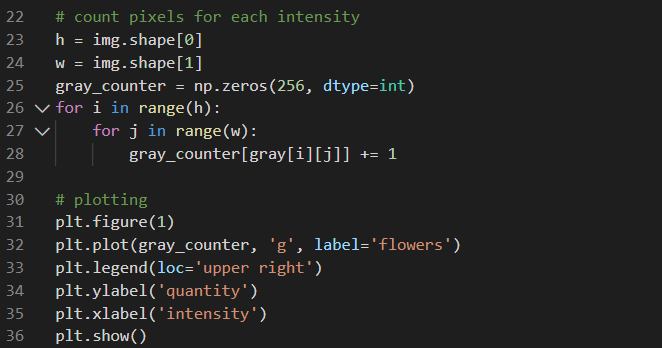 22 # count pixels for each intensity
23 h = img.shape[0]
24 w = img.shape[1]
25 gray_counter = np.zeros(256, dtype=int)
26 for i in range(h):
27     for j in range(w):
28         gray_counter[gray[i][j]] += 1
29
30 # plotting
31 plt.figure(1)
32 plt.plot(gray_counter, 'g', label='flowers')
33 plt.legend(loc='upper right')
34 plt.ylabel('quantity')
35 plt.xlabel('intensity')
36 plt.show()